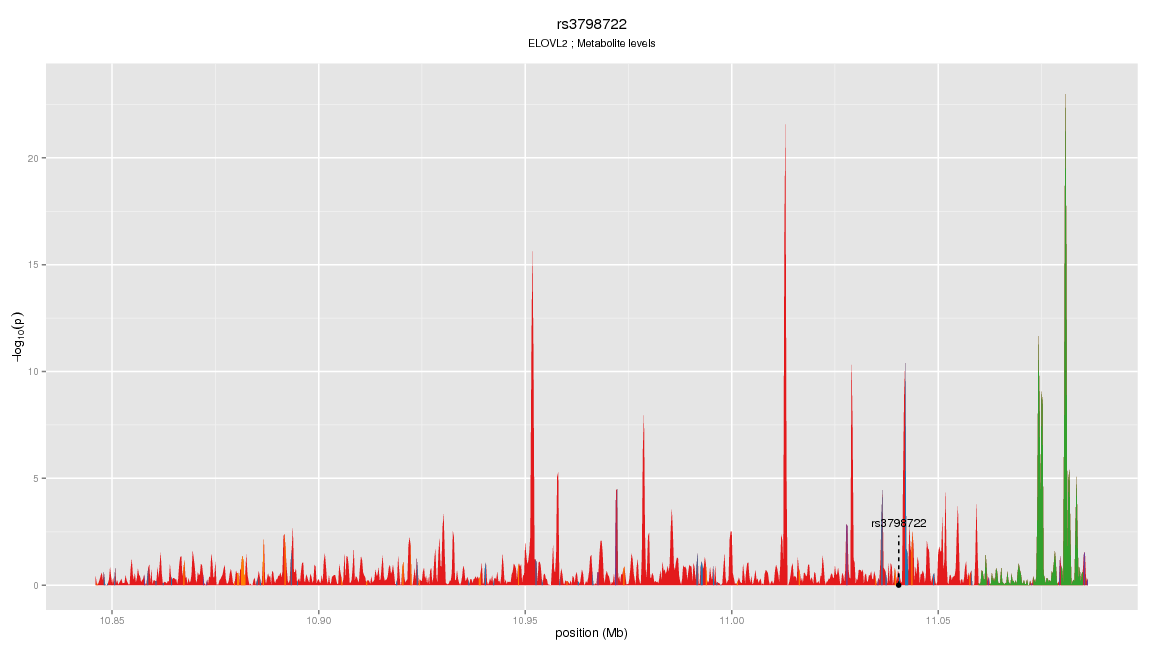 rs3798722
ELOVL2 ; Metabolite levels
20
15
10
5
0
−log10(p)
rs3798722
10.85 10.90 10.95 11.00 11.05
position (Mb)